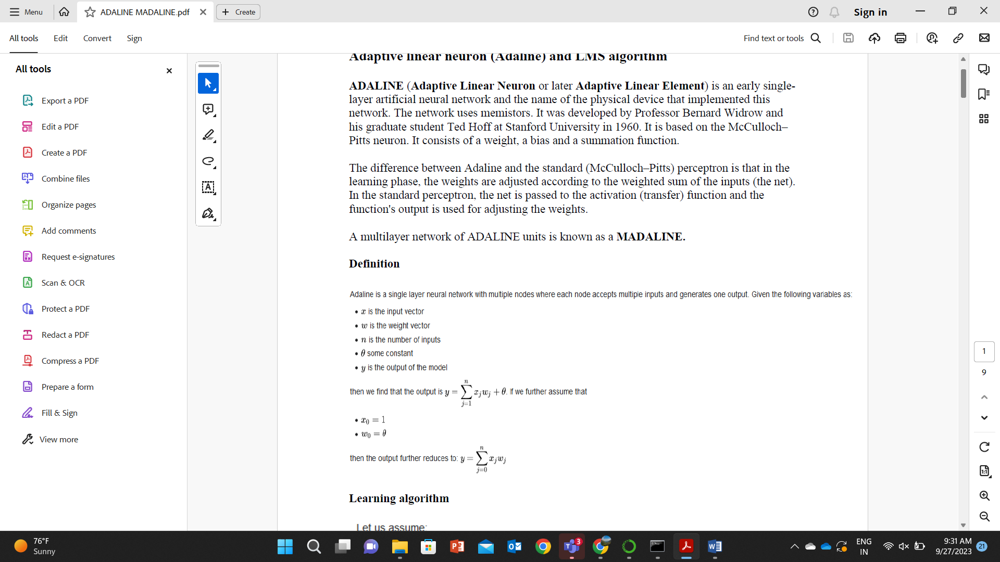 Menu
ADALINE MADALINE.pdf
Create
Sign in
All tools
Edit
Convert
Sign
Find text or tools
All tools
Export a PDF
Edit a PDF
Create a PDF
Combine files
Organize pages
Add comments
Request e-signatures
Scan & OCR
Protect a PDF
Redact a PDF
Compress a PDF
Prepare a form
Fill & Sign
View more
Adaptive linear neuron (Adaline) and LMS algorithm
ADALINE (Adaptive Linear Neuron or later Adaptive Linear Element) is an early single-
layer artificial neural network and the name of the physical device that implemented this
network. The network uses memistors. It was developed by Professor Bernard Widrow and
his graduate student Ted Hoff at Stanford University in 1960. It is based on the McCulloch–
Pitts neuron. It consists of a weight, a bias and a summation function.
The difference between Adaline and the standard (McCulloch–Pitts) perceptron is that in the
learning phase, the weights are adjusted according to the weighted sum of the inputs (the net).
In the standard perceptron, the net is passed to the activation (transfer) function and the
function's output is used for adjusting the weights.
A multilayer network of ADALINE units is known as a MADALINE.
Definition
Adaline is a single layer neural network with multiple nodes where each node accepts multiple inputs and generates one output. Given the following variables as:
• x is the input vector
• w is the weight vector
• n is the number of inputs
• θ some constant
• y is the output of the model
then we find that the output is y = ∑_{j=1}^{n} x_j w_j + θ. If we further assume that
• x₀ = 1
• w₀ = θ
then the output further reduces to: y = ∑_{j=0}^{n} x_j w_j
Learning algorithm
Let us assume:
1
9
1:1
76°F
Sunny
3
ENG
IN
9:31 AM
9/27/2023
21